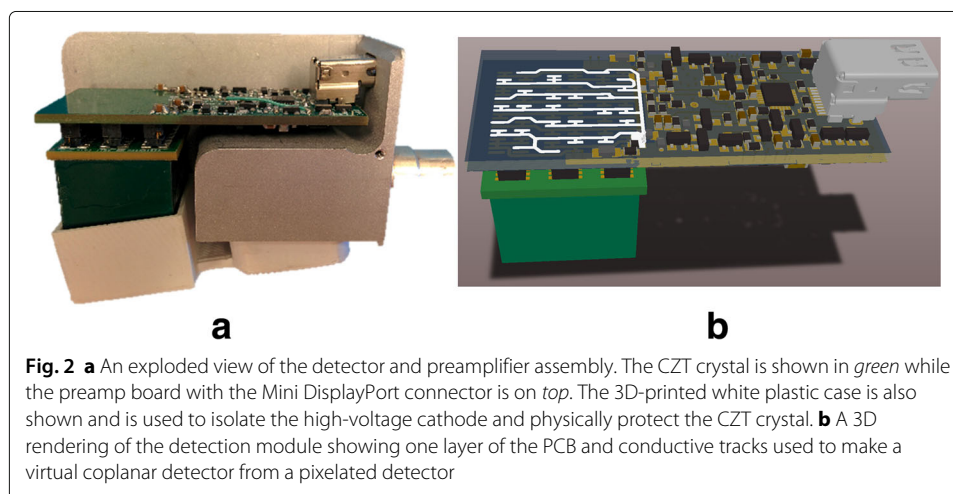 a
b
Fig. 2 a An exploded view of the detector and preamplifier assembly. The CZT crystal is shown in green while
the preamp board with the Mini DisplayPort connector is on top. The 3D-printed white plastic case is also
shown and is used to isolate the high-voltage cathode and physically protect the CZT crystal. b A 3D
rendering of the detection module showing one layer of the PCB and conductive tracks used to make a
virtual coplanar detector from a pixelated detector